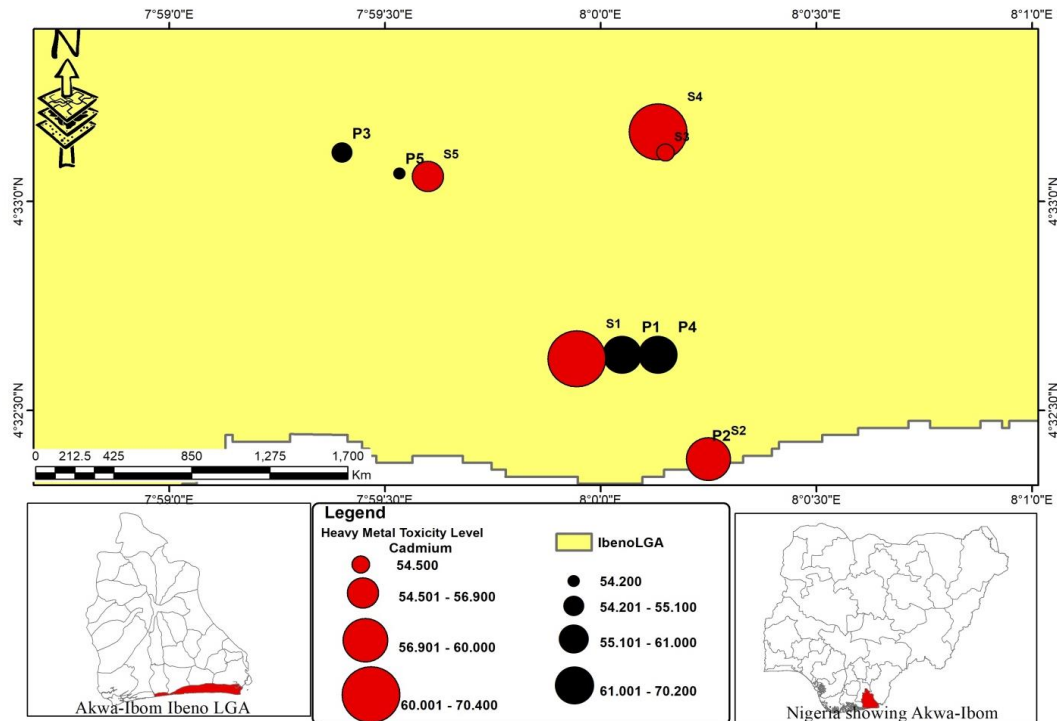 7°59'0"E 7°59'30"E 8°0'0"E 8°0'30"E 8°1'0"E
N
S4
P3
S3
P5
S5
4°33'0"N 4°33'0"N
S1 P1 P4
4°32'30"N 4°32'30"N
P2 S2
0 212.5 425 850 1,275 1,700
Km
7°59'0"E 7°59'30"E 8°0'0"E 8°0'30"E 8°1'0"E
Akwa-Ibom Ibeno LGA
Legend
Heavy Metal Toxicity Level
Cadmium
54.500
54.501 - 56.900
56.901 - 60.000
60.001 - 70.400
IbenoLGA
54.200
54.201 - 55.100
55.101 - 61.000
61.001 - 70.200
Nigeria showing Akwa-Ibom